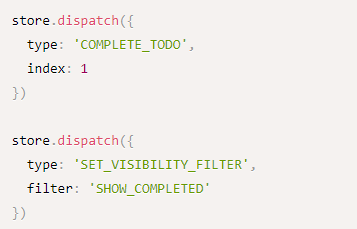 store.dispatch({
  type: 'COMPLETE_TODO',
  index: 1
})

store.dispatch({
  type: 'SET_VISIBILITY_FILTER',
  filter: 'SHOW_COMPLETED'
})